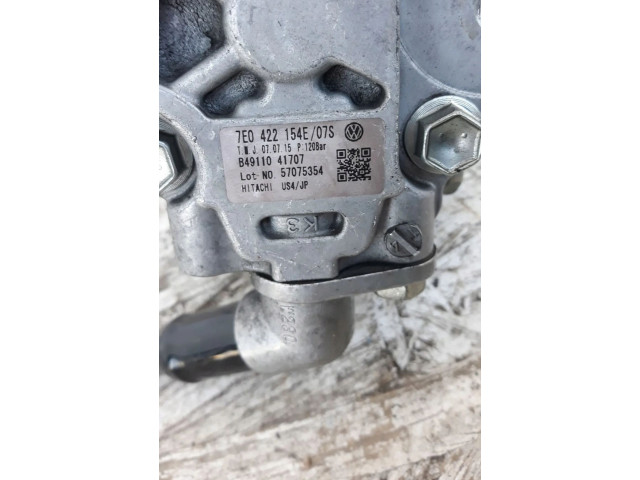 7E0 422 154E/07S
T.W.J. 07.07.15 P.120Bar
B49110 41707
Lot NO. 57075354
HITACHI US4/JP
K3